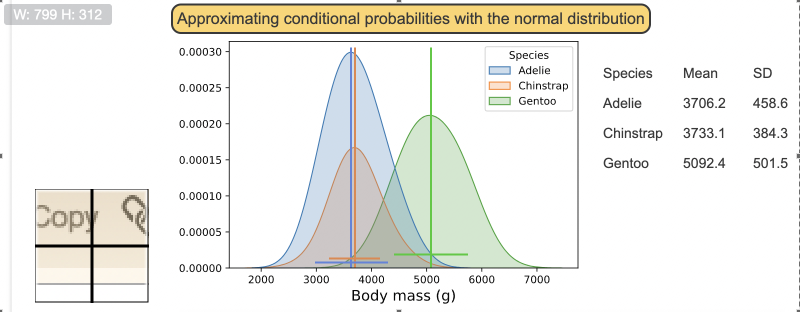 W: 799 H: 312
Approximating conditional probabilities with the normal distribution
0.00030
0.00025
0.00020
0.00015
0.00010
0.00005
0.00000
2000 3000 4000 5000 6000 7000
Body mass (g)
Species
Adelie
Chinstrap
Gentoo
Species Mean SD
Adelie 3706.2 458.6
Chinstrap 3733.1 384.3
Gentoo 5092.4 501.5
Copy